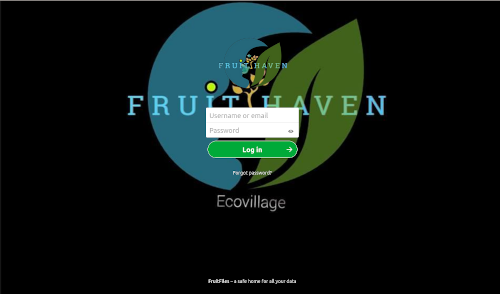 FRUIT HAVEN
FRUIT HAVEN
Username or email
Password
Log in
Forgot password?
Ecovillage
FruitFiles – a safe home for all your data